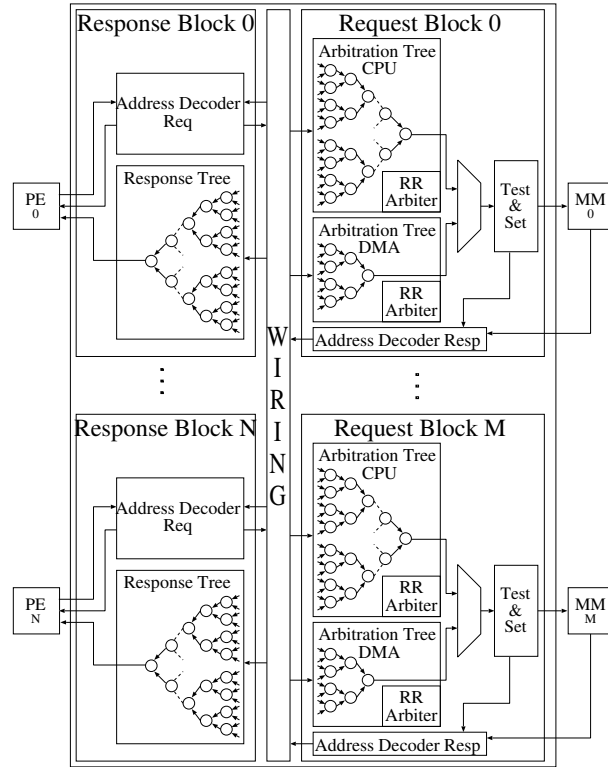 Response Block 0
Address Decoder
Req
Response Tree
PE
0
WIRING
Request Block 0
Arbitration Tree
CPU
RR
Arbiter
Arbitration Tree
DMA
RR
Arbiter
Test
&
Set
MM
0
Address Decoder Resp
Response Block N
Address Decoder
Req
Response Tree
PE
N
Request Block M
Arbitration Tree
CPU
RR
Arbiter
Arbitration Tree
DMA
RR
Arbiter
Test
&
Set
MM
M
Address Decoder Resp